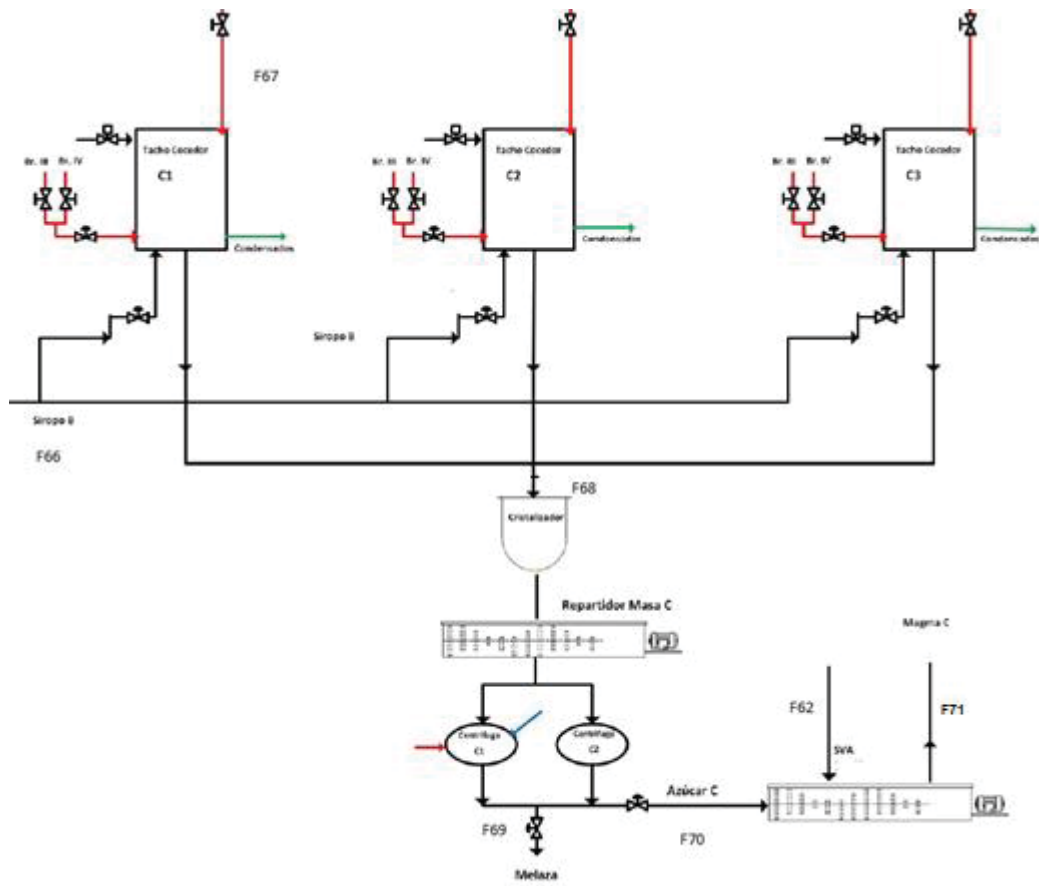 F67
Tacho Cocedor
C1
Br. III Br. IV
Condensados
Tacho Cocedor
C2
Br. III Br. IV
Condensados
Tacho Cocedor
C3
Br. III Br. IV
Condensados
Siropo B
Siropo B
F66
F68
Cristalizador
Repartidor Masa C
Magma C
F62
F71
SVA
Centrifuga
C1
Centrifuga
C2
Azúcar C
F69
F70
Melaza